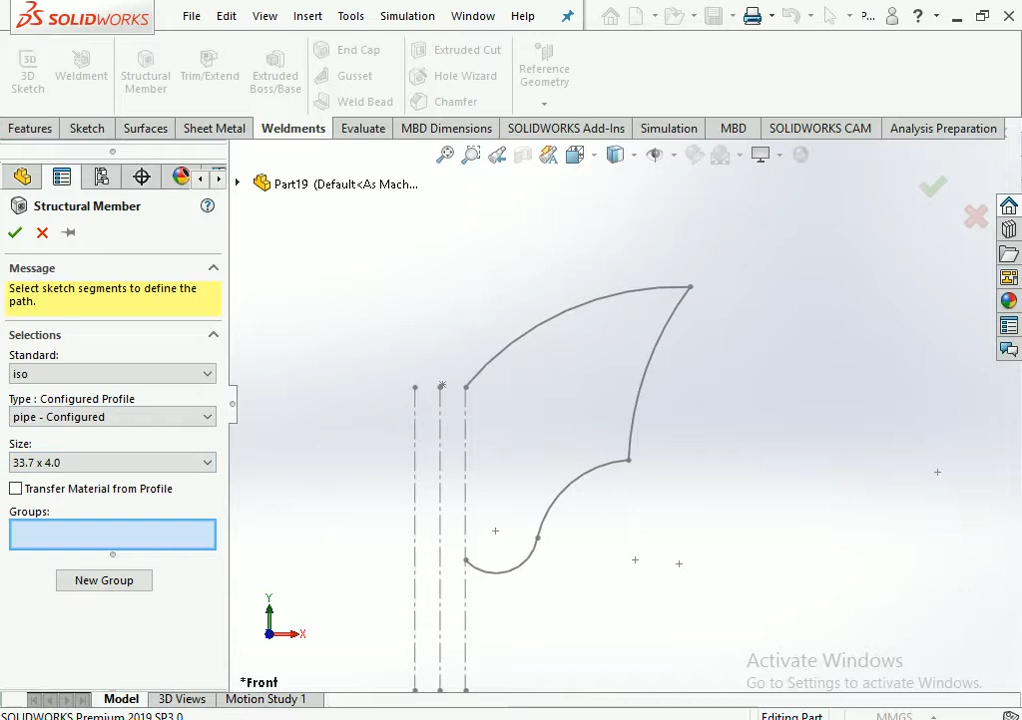 SOLIDWORKS File Edit View Insert Tools Simulation Window Help P... ?
3D Sketch Weldment Structural Member Trim/Extend Extruded Boss/Base End Cap Gusset Weld Bead Extruded Cut Hole Wizard Chamfer Reference Geometry
Features Sketch Surfaces Sheet Metal Weldments Evaluate MBD Dimensions SOLIDWORKS Add-Ins Simulation MBD SOLIDWORKS CAM Analysis Preparation
Part19 (Default<As Mach...
Structural Member ?
Message
Select sketch segments to define the
path.
Selections
Standard:
iso
Type : Configured Profile
pipe - Configured
Size:
33.7 x 4.0
Transfer Material from Profile
Groups:
New Group
Y
X
*Front
Activate Windows
Go to Settings to activate Windows.
Model 3D Views Motion Study 1
SOLIDWORKS Premium 2019 SP3.0 Editing Part MMGS